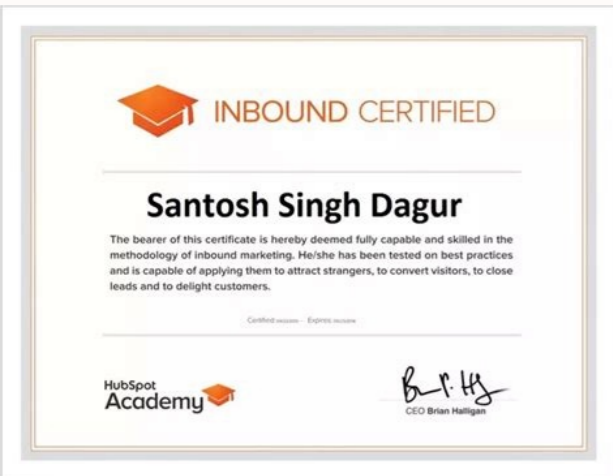 INBOUND CERTIFIED
Santosh Singh Dagur
The bearer of this certificate is hereby deemed fully capable and skilled in the
methodology of inbound marketing. He/she has been tested on best practices
and is capable of applying them to attract strangers, to convert visitors, to close
leads and to delight customers.
Certified: Expires:
HubSpot
Academy
CEO Brian Halligan